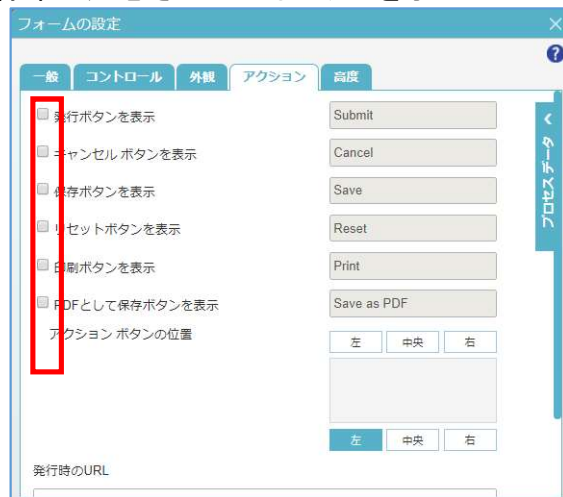 フォームの設定
一般 コントロール 外観 アクション 高度
発行ボタンを表示 Submit
キャンセル ボタンを表示 Cancel
保存ボタンを表示 Save
リセットボタンを表示 Reset
印刷ボタンを表示 Print
PDFとして保存ボタンを表示 Save as PDF
アクション ボタンの位置 左 中央 右
左 中央 右
発行時のURL
プロセスデータ